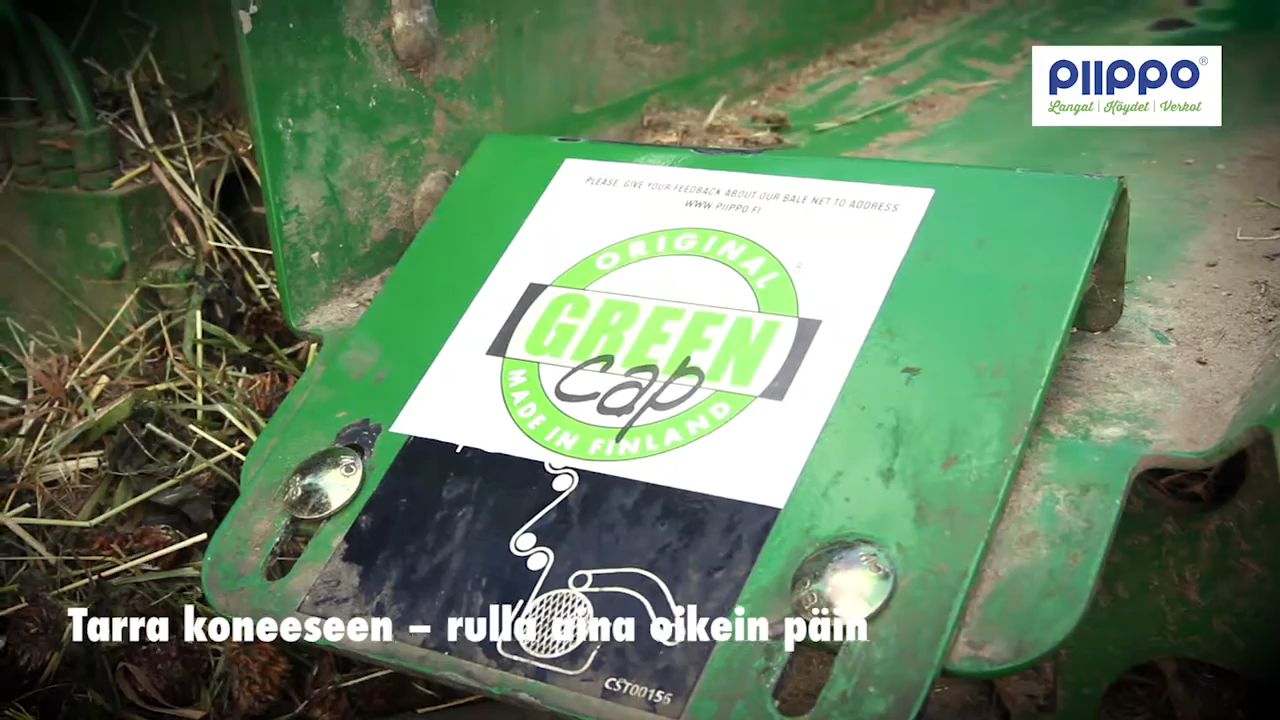 PIIPPO®
Langat | Köydet | Verkot
PLEASE, GIVE YOUR FEEDBACK ABOUT OUR BALE NET TO ADDRESS
WWW.PIIPPO.FI
ORIGINAL
GREEN
cap
MADE IN FINLAND
Tarra koneeseen – rulla aina oikein päin
CST00156